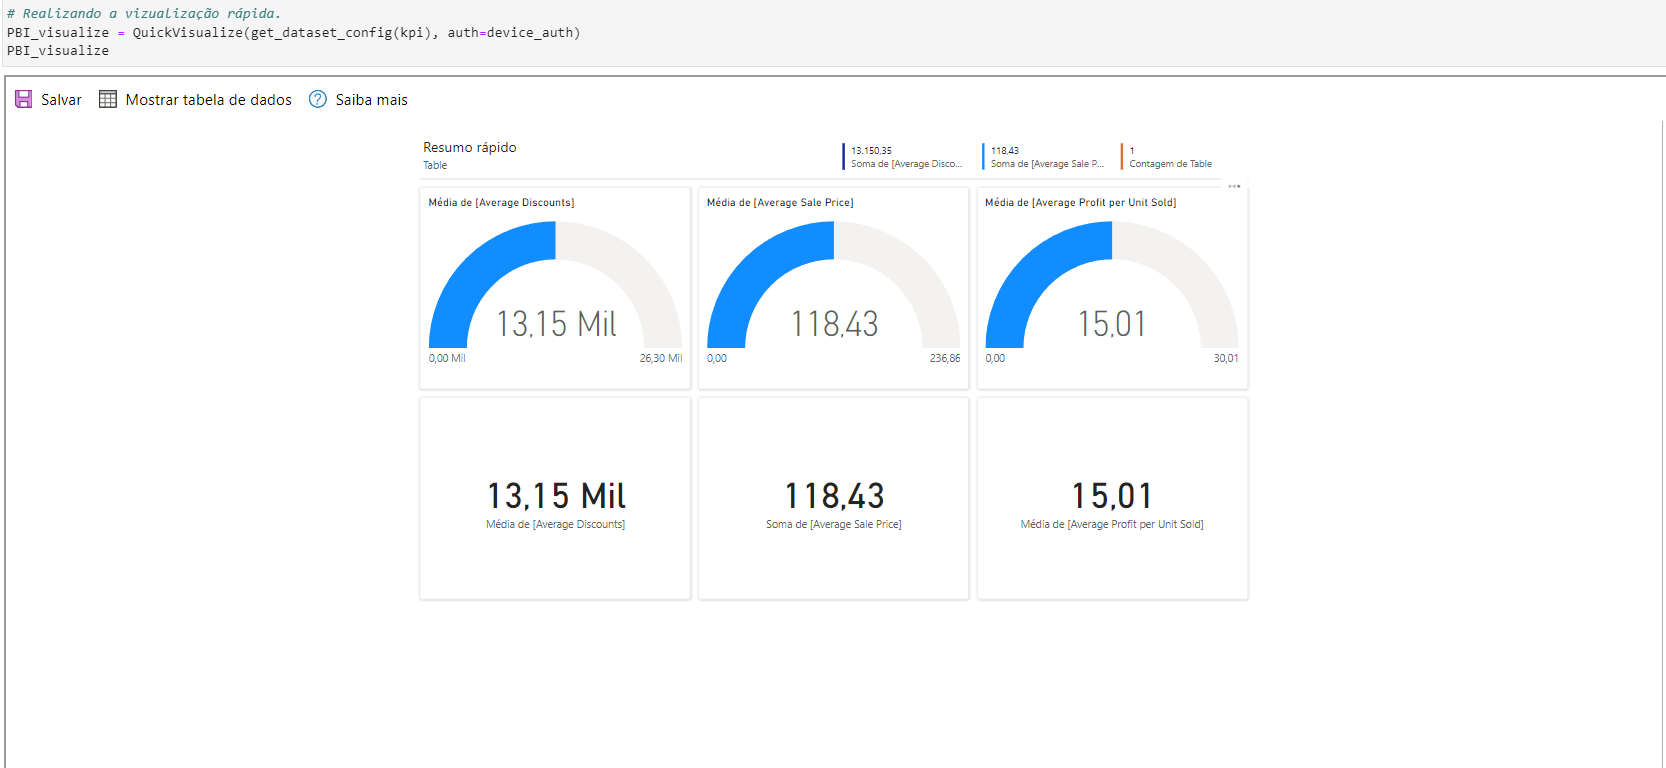 # Realizando a vizualização rápida.
PBI_visualize = QuickVisualize(get_dataset_config(kpi), auth=device_auth)
PBI_visualize
Salvar Mostrar tabela de dados ? Saiba mais
Resumo rápido
Table
13.150,35
Soma de [Average Disco...
118,43
Soma de [Average Sale P...
1
Contagem de Table
Média de [Average Discounts]
13,15 Mil
0,00 Mil 26,30 Mil
Média de [Average Sale Price]
118,43
0,00 236,86
Média de [Average Profit per Unit Sold]
15,01
0,00 30,01
13,15 Mil
Média de [Average Discounts]
118,43
Soma de [Average Sale Price]
15,01
Média de [Average Profit per Unit Sold]